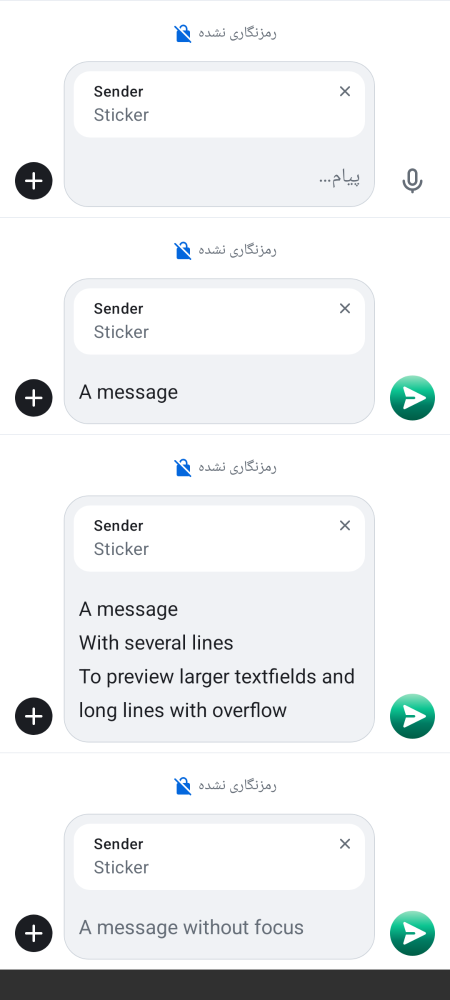 رمزنگاری نشده
Sender
Sticker
پیام…
رمزنگاری نشده
Sender
Sticker
A message
رمزنگاری نشده
Sender
Sticker
A message
With several lines
To preview larger textfields and
long lines with overflow
رمزنگاری نشده
Sender
Sticker
A message without focus